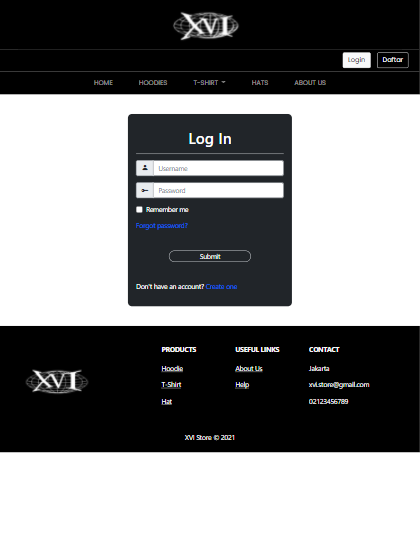 XVI
Login Daftar
HOME HOODIES T-SHIRT HATS ABOUT US
Log In
Username
Password
Remember me
Forgot password?
Submit
Don't have an account? Create one
XVI
PRODUCTS
Hoodie
T-Shirt
Hat
USEFUL LINKS
About Us
Help
CONTACT
Jakarta
xvi.store@gmail.com
02123456789
XVI Store © 2021